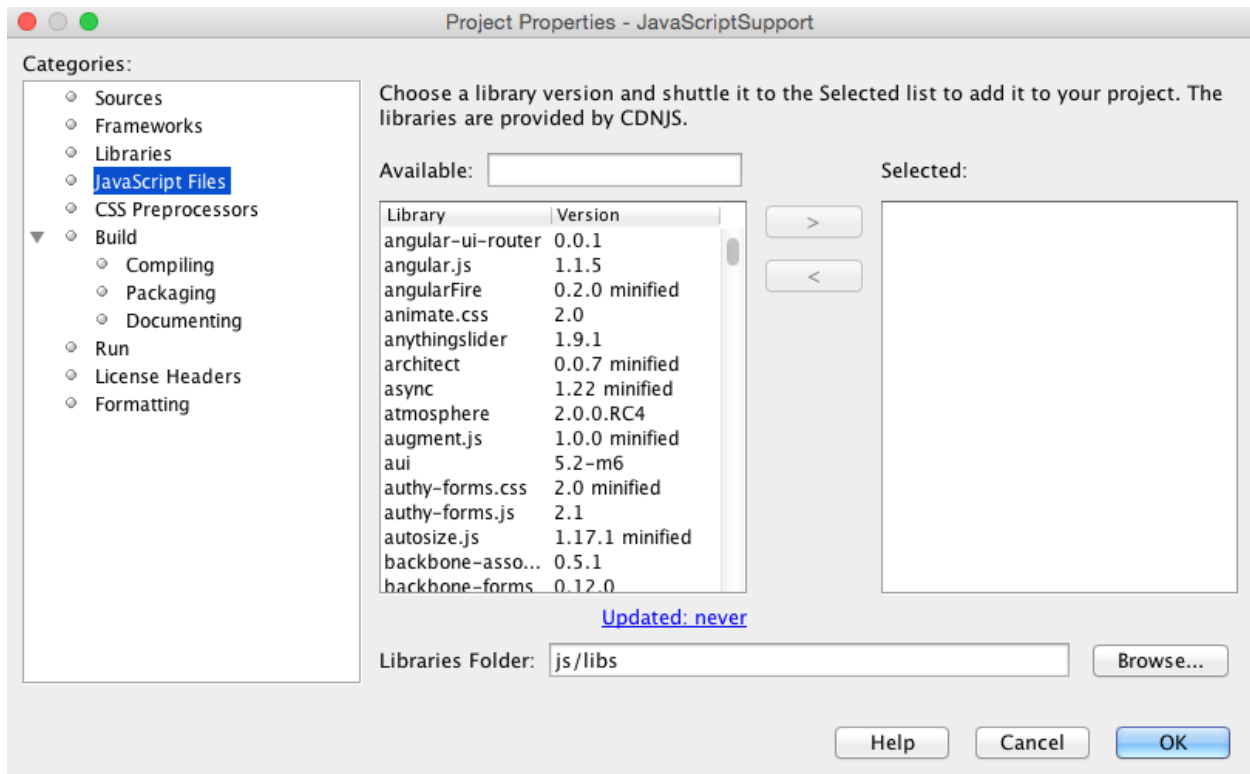 Project Properties - JavaScriptSupport
Categories:
Sources
Frameworks
Libraries
JavaScript Files
CSS Preprocessors
Build
Compiling
Packaging
Documenting
Run
License Headers
Formatting
Choose a library version and shuttle it to the Selected list to add it to your project. The
libraries are provided by CDNJS.
Available:
Selected:
Library Version
angular-ui-router 0.0.1
angular.js 1.1.5
angularFire 0.2.0 minified
animate.css 2.0
anythingslider 1.9.1
architect 0.0.7 minified
async 1.22 minified
atmosphere 2.0.0.RC4
augment.js 1.0.0 minified
aui 5.2-m6
authy-forms.css 2.0 minified
authy-forms.js 2.1
autosize.js 1.17.1 minified
backbone-asso... 0.5.1
backbone-forms 0.12.0
>
<
Updated: never
Libraries Folder: js/libs
Browse...
Help Cancel OK